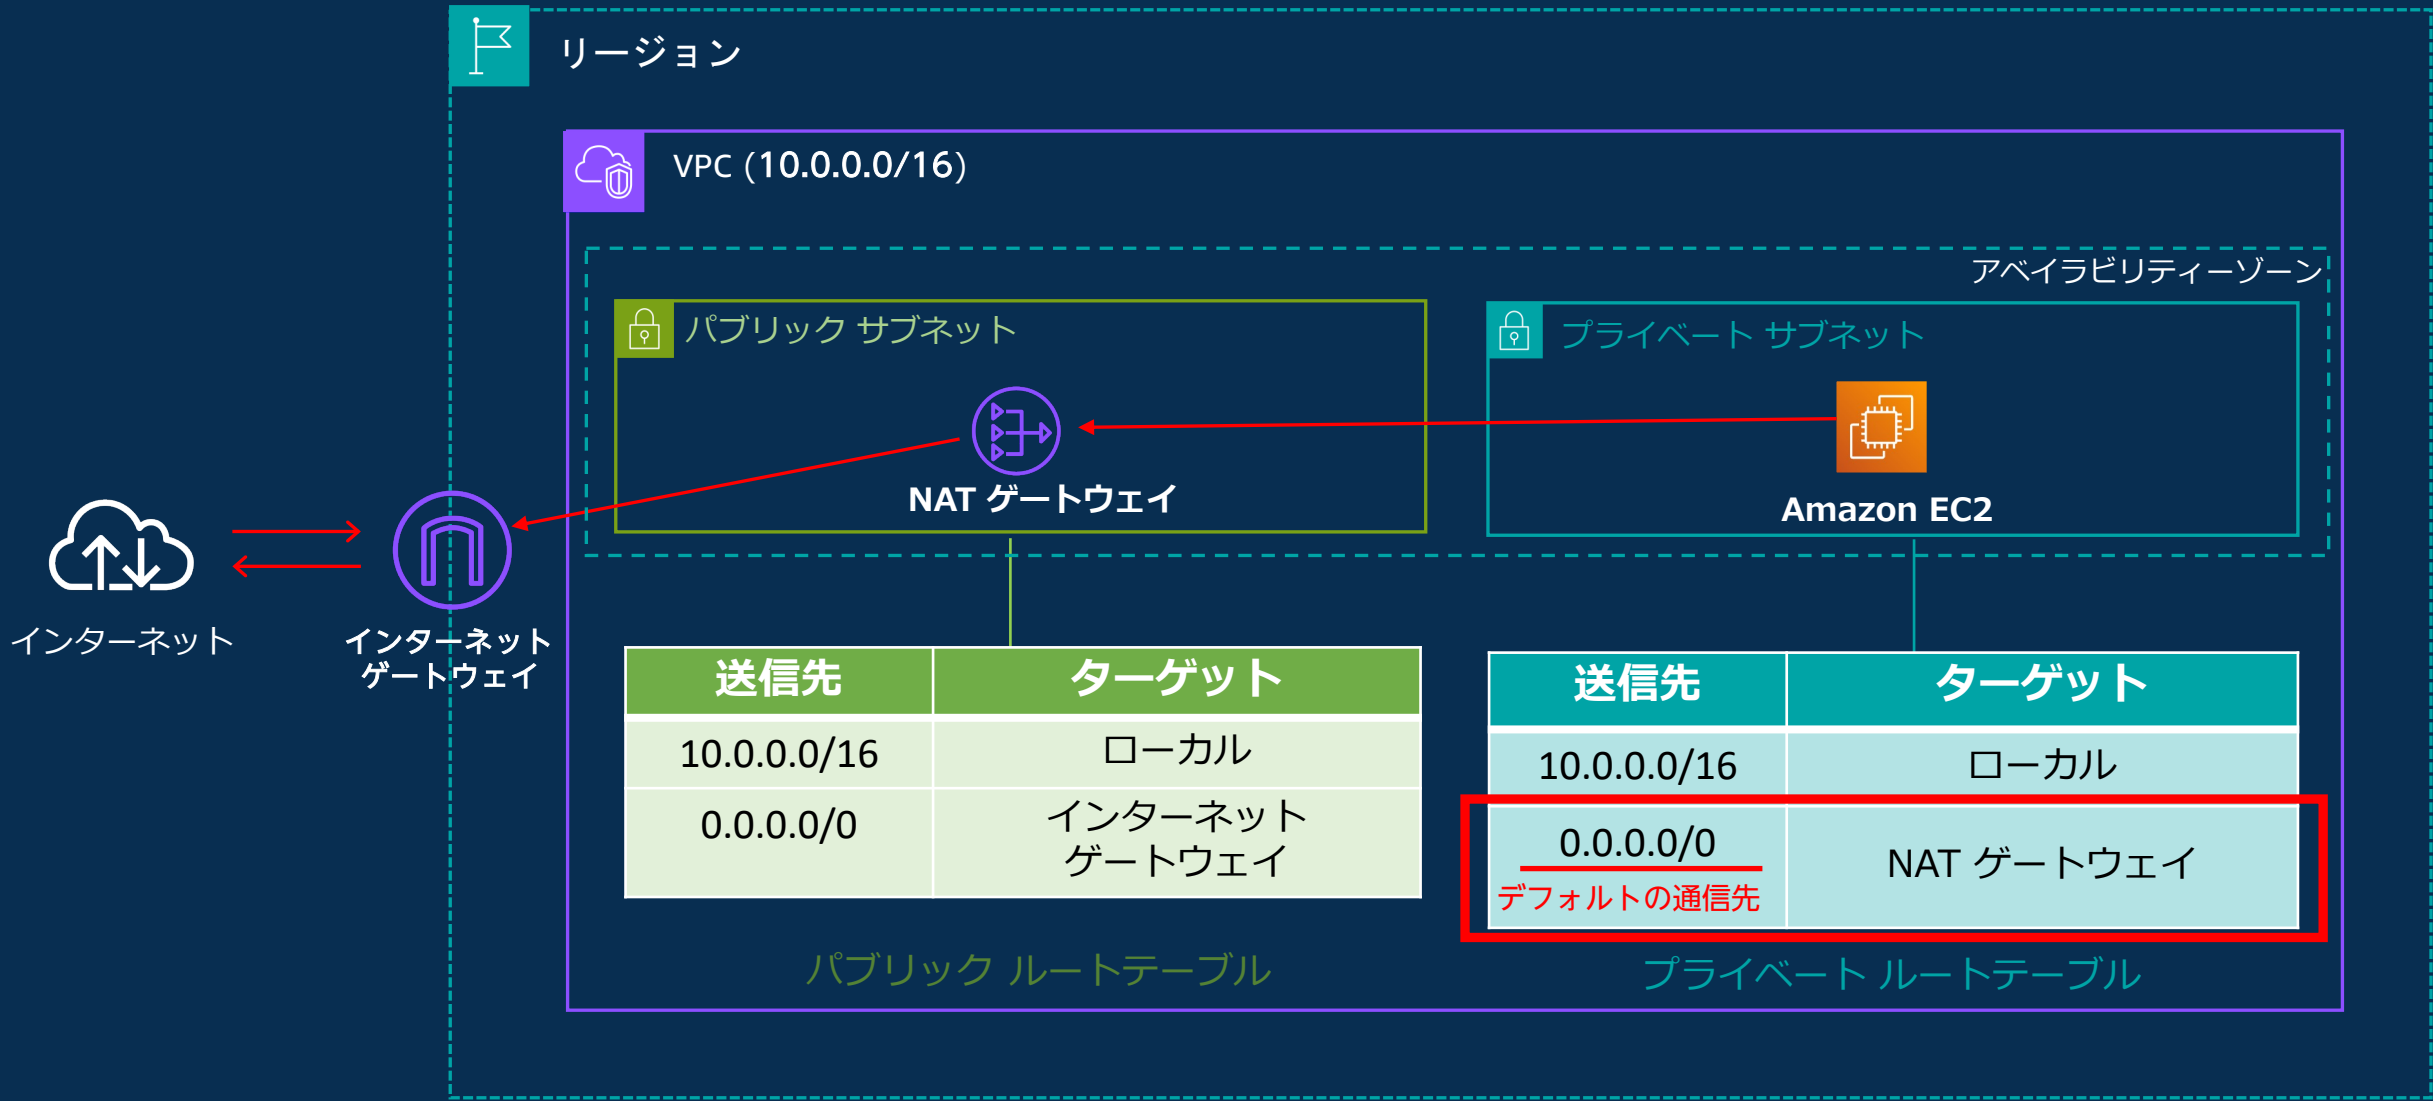 リージョン
VPC (10.0.0.0/16)
アベイラビリティーゾーン
パブリック サブネット
プライベート サブネット
NAT ゲートウェイ
Amazon EC2
インターネット
インターネット
ゲートウェイ
送信先 ターゲット
10.0.0.0/16 ローカル
0.0.0.0/0 インターネット
ゲートウェイ
パブリック ルートテーブル
送信先 ターゲット
10.0.0.0/16 ローカル
0.0.0.0/0 NAT ゲートウェイ
デフォルトの通信先
プライベート ルートテーブル